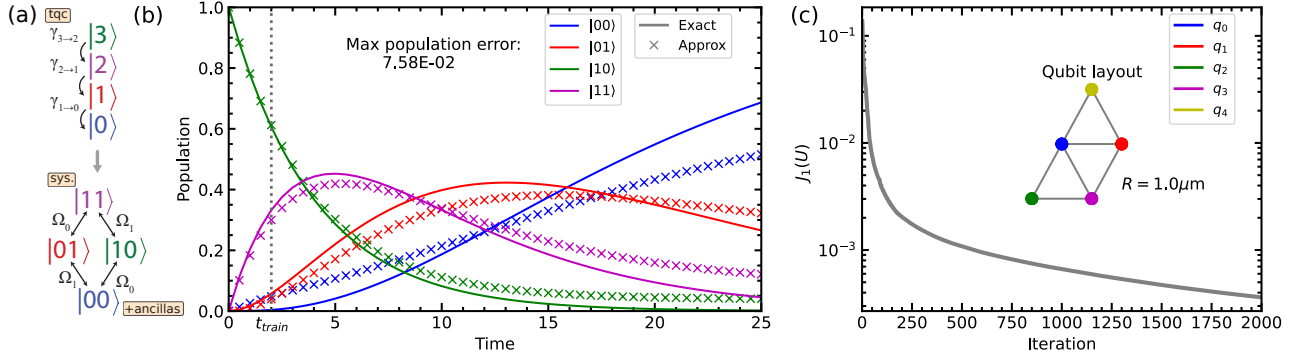 (a)
tqc
|3⟩
γ3→2
|2⟩
γ2→1
|1⟩
γ1→0
|0⟩
sys.
|11⟩
Ω0
Ω1
|01⟩
|10⟩
Ω1
Ω0
|00⟩
+ancillas
(b)
Population
1.0
0.8
0.6
0.4
0.2
0.0
Max population error:
7.58E-02
|00⟩
|01⟩
|10⟩
|11⟩
Exact
Approx
0
t_train
5
10
15
20
25
Time
(c)
J1(U)
10⁻¹
10⁻²
10⁻³
Qubit layout
R = 1.0μm
q0
q1
q2
q3
q4
0
250
500
750
1000
1250
1500
1750
2000
Iteration